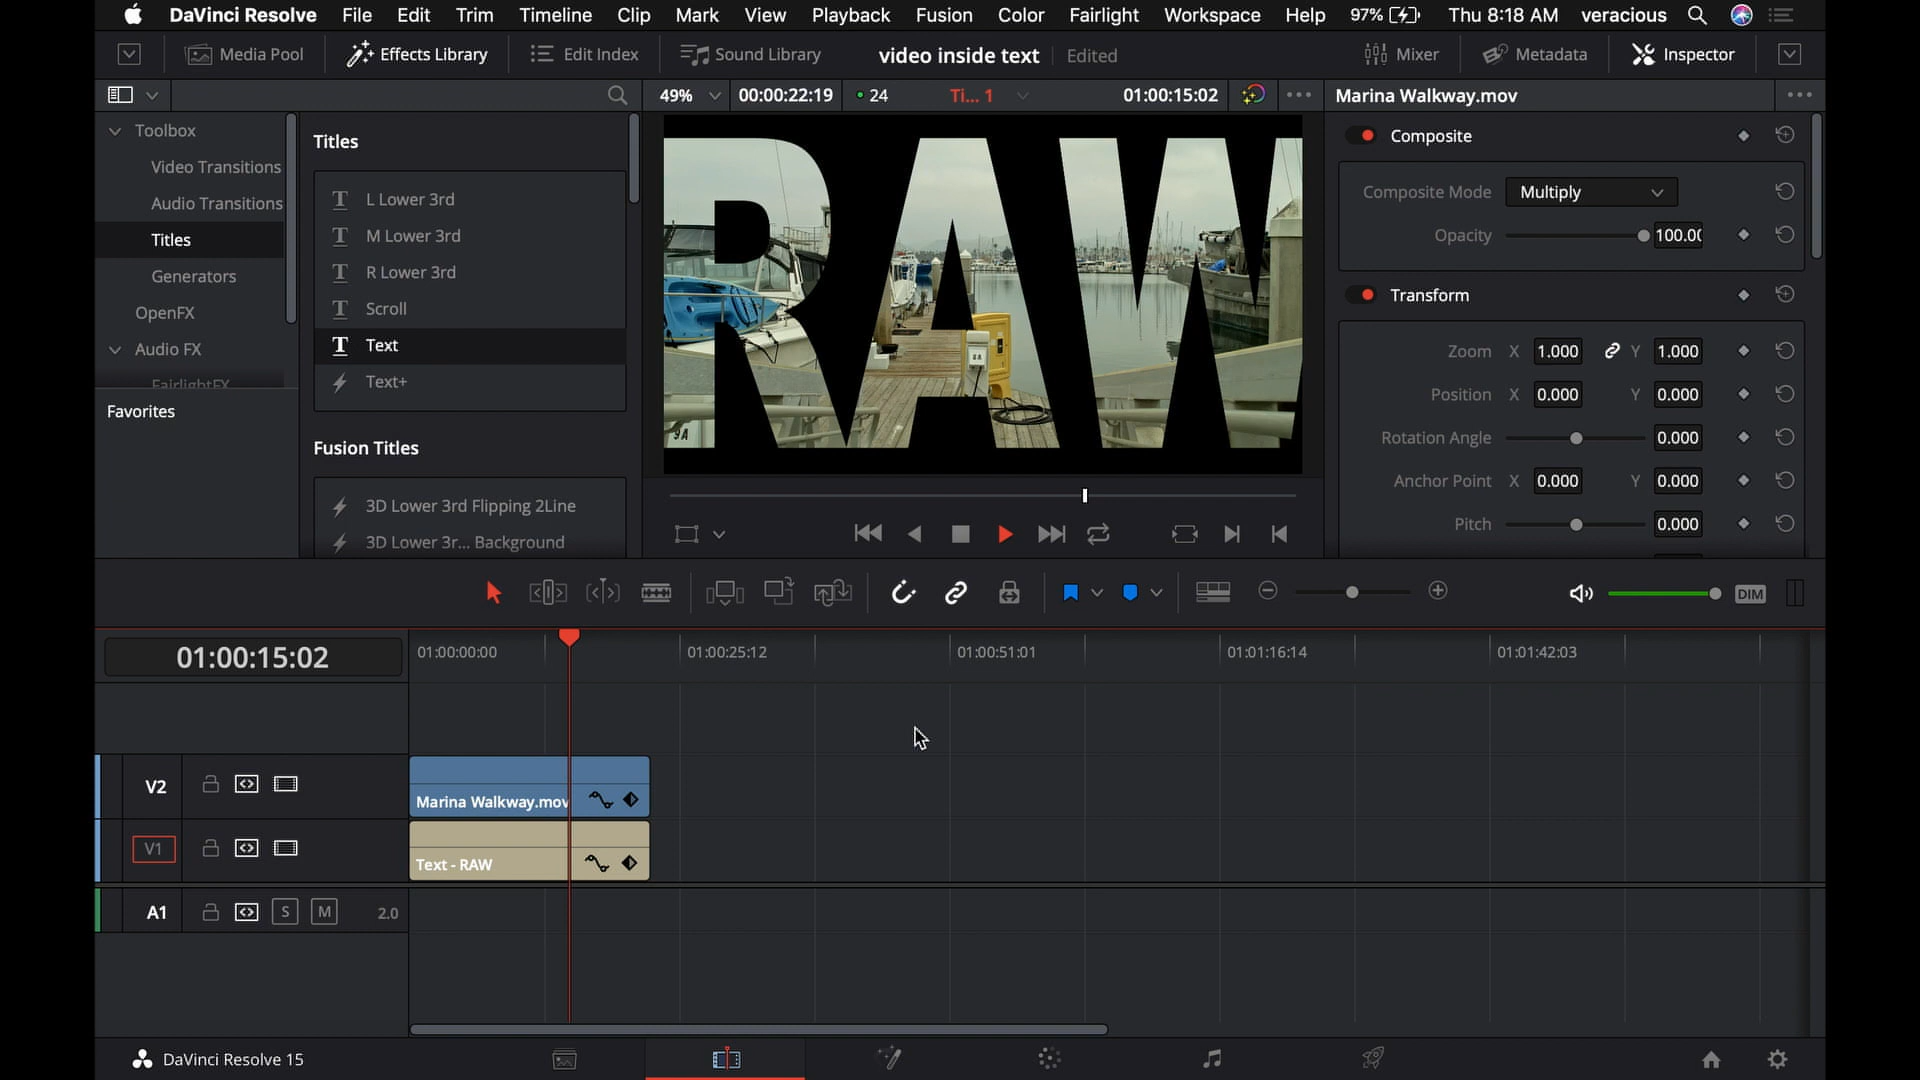 DaVinci Resolve File Edit Trim Timeline Clip Mark View Playback Fusion Color Fairlight Workspace Help 97% Thu 8:18 AM veracious
Media Pool Effects Library Edit Index Sound Library video inside text Edited Mixer Metadata Inspector
49% 00:00:22:19 24 Ti... 1 01:00:15:02 Marina Walkway.mov
Toolbox
Video Transitions
Audio Transitions
Titles
Generators
OpenFX
Audio FX
FairlightFX
Favorites
Titles
L Lower 3rd
M Lower 3rd
R Lower 3rd
Scroll
Text
Text+
Fusion Titles
3D Lower 3rd Flipping 2Line
3D Lower 3r... Background
RAW
9A
Composite
Composite Mode Multiply
Opacity 100.00
Transform
Zoom X 1.000 Y 1.000
Position X 0.000 Y 0.000
Rotation Angle 0.000
Anchor Point X 0.000 Y 0.000
Pitch 0.000
DIM
01:00:15:02 01:00:00:00 01:00:25:12 01:00:51:01 01:01:16:14 01:01:42:03
V2 Marina Walkway.mov
V1 Text - RAW
A1 S M 2.0
DaVinci Resolve 15